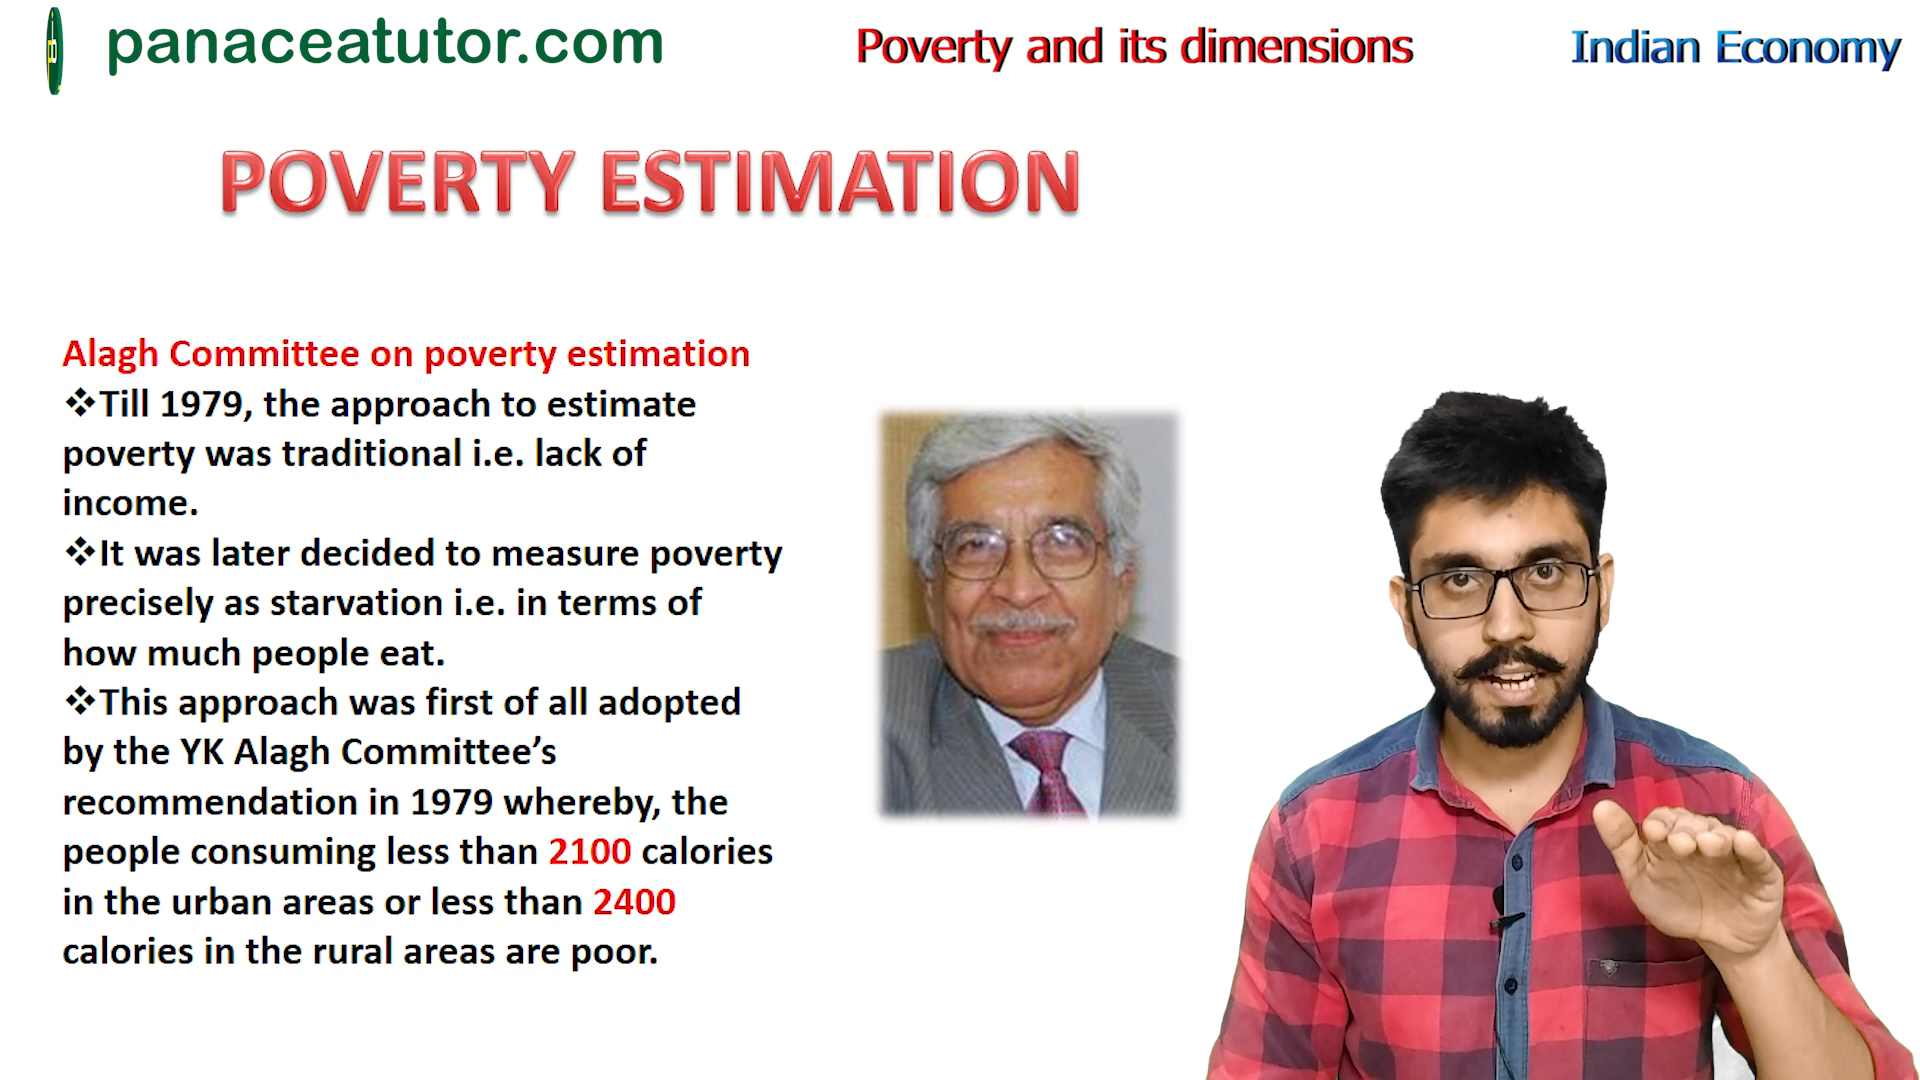 panaceatutor.com
Poverty and its dimensions
Indian Economy
POVERTY ESTIMATION
Alagh Committee on poverty estimation
❖Till 1979, the approach to estimate
poverty was traditional i.e. lack of
income.
❖It was later decided to measure poverty
precisely as starvation i.e. in terms of
how much people eat.
❖This approach was first of all adopted
by the YK Alagh Committee’s
recommendation in 1979 whereby, the
people consuming less than 2100 calories
in the urban areas or less than 2400
calories in the rural areas are poor.